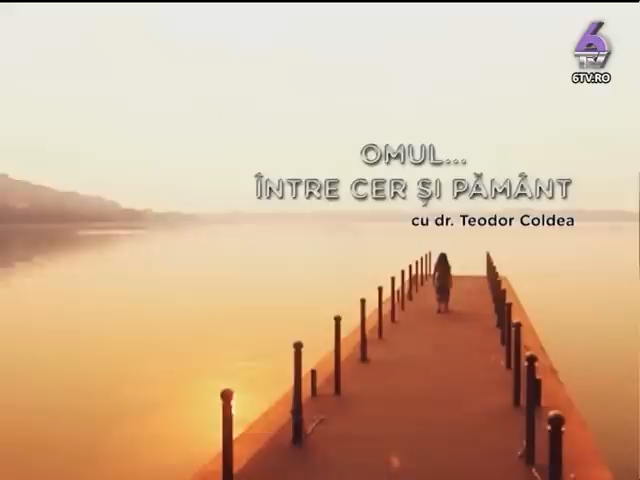 6
TV
6TV.RO
OMUL...
ÎNTRE CER ȘI PĂMÂNT
cu dr. Teodor Coldea